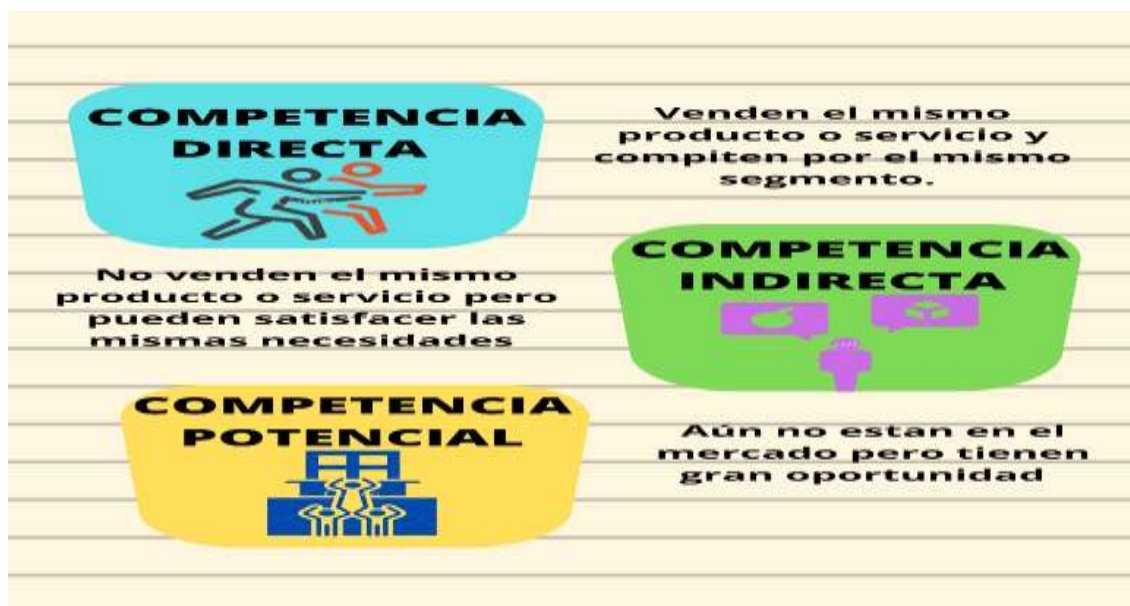 COMPETENCIA
DIRECTA
Venden el mismo
producto o servicio y
compiten por el mismo
segmento.
COMPETENCIA
INDIRECTA
No venden el mismo
producto o servicio pero
pueden satisfacer las
mismas necesidades
COMPETENCIA
POTENCIAL
Aún no estan en el
mercado pero tienen
gran oportunidad